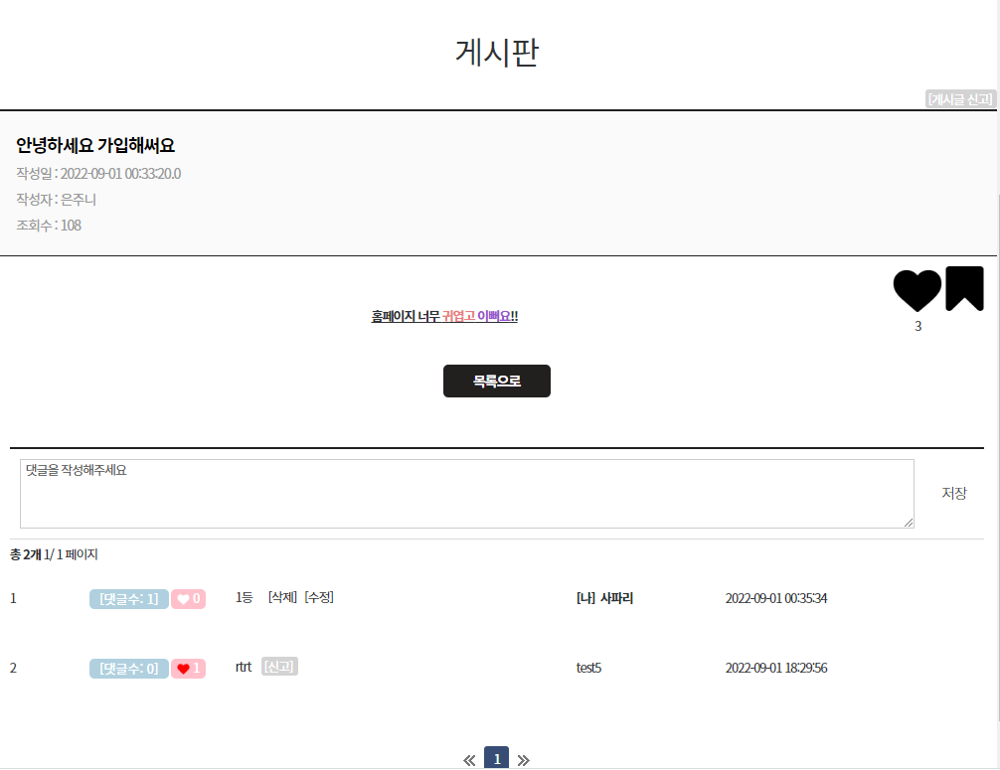 게시판
[게시글 신고]
안녕하세요 가입해써요
작성일 : 2022-09-01 00:33:20.0
작성자 : 은주니
조회수 : 108
홈페이지 너무 귀엽고 이뻐요!!
3
목록으로
댓글을 작성해주세요
저장
총 2개 1/ 1 페이지
1 [댓글수: 1] 0 1등 [삭제] [수정] [나] 사파리 2022-09-01 00:35:34
2 [댓글수: 0] 1 rtrt [신고] test5 2022-09-01 18:29:56
« 1 »